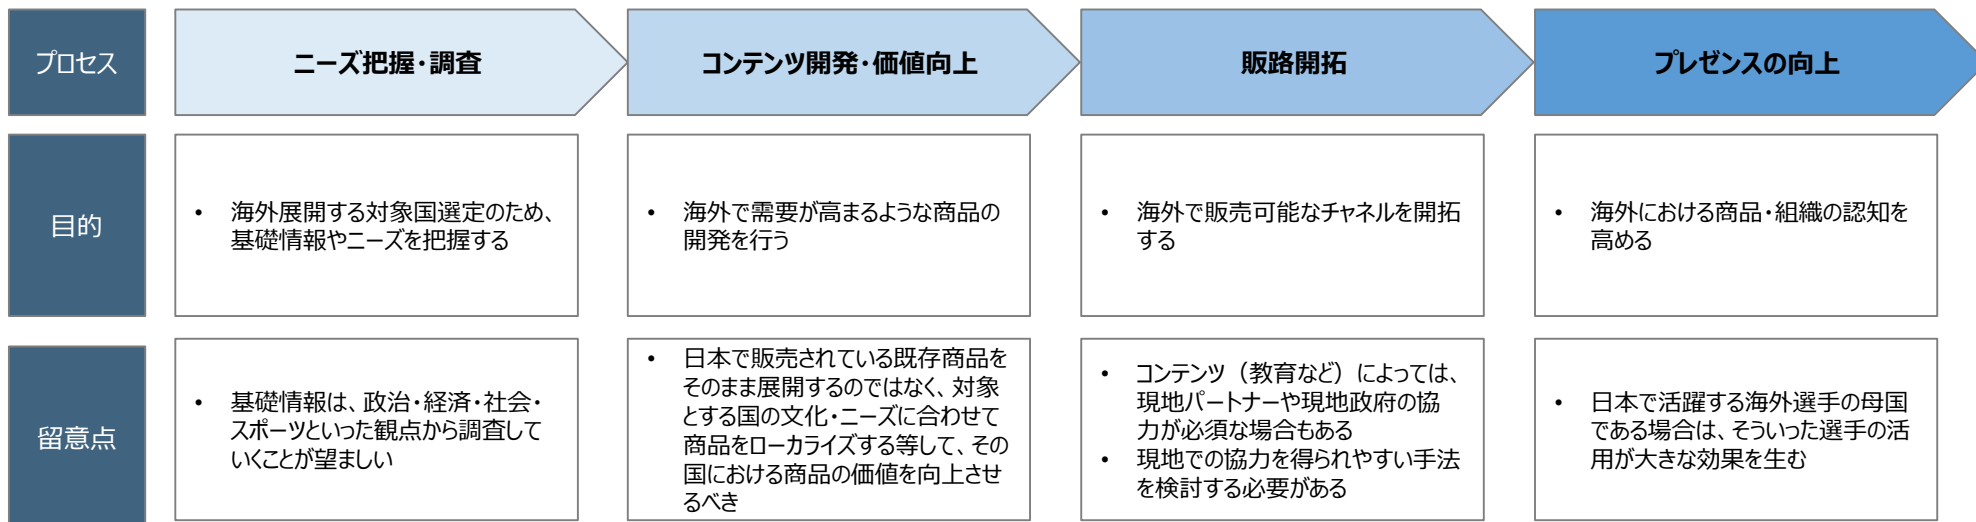 プロセス
ニーズ把握・調査
コンテンツ開発・価値向上
販路開拓
プレゼンスの向上
目的
• 海外展開する対象国選定のため、
基礎情報やニーズを把握する
• 海外で需要が高まるような商品の
開発を行う
• 海外で販売可能なチャネルを開拓
する
• 海外における商品・組織の認知を
高める
留意点
• 基礎情報は、政治・経済・社会・
スポーツといった観点から調査して
いくことが望ましい
• 日本で販売されている既存商品を
そのまま展開するのではなく、対象
とする国の文化・ニーズに合わせて
商品をローカライズする等して、その
国における商品の価値を向上させ
るべき
• コンテンツ（教育など）によっては、
現地パートナーや現地政府の協
力が必須な場合もある
• 現地での協力を得られやすい手法
を検討する必要がある
• 日本で活躍する海外選手の母国
である場合は、そういった選手の活
用が大きな効果を生む